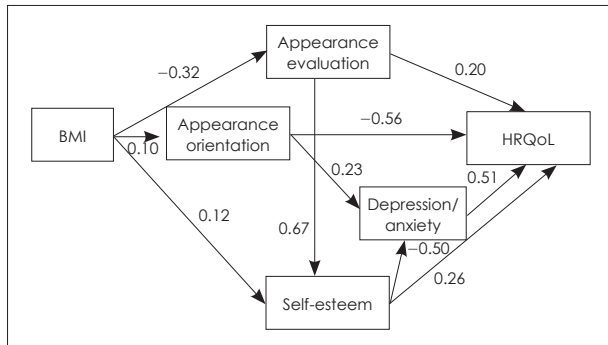 Appearance
evaluation
−0.32
0.20
BMI
0.10
Appearance
orientation
−0.56
HRQoL
0.23
0.51
0.12
Depression/
anxiety
0.67
−0.50
0.26
Self-esteem